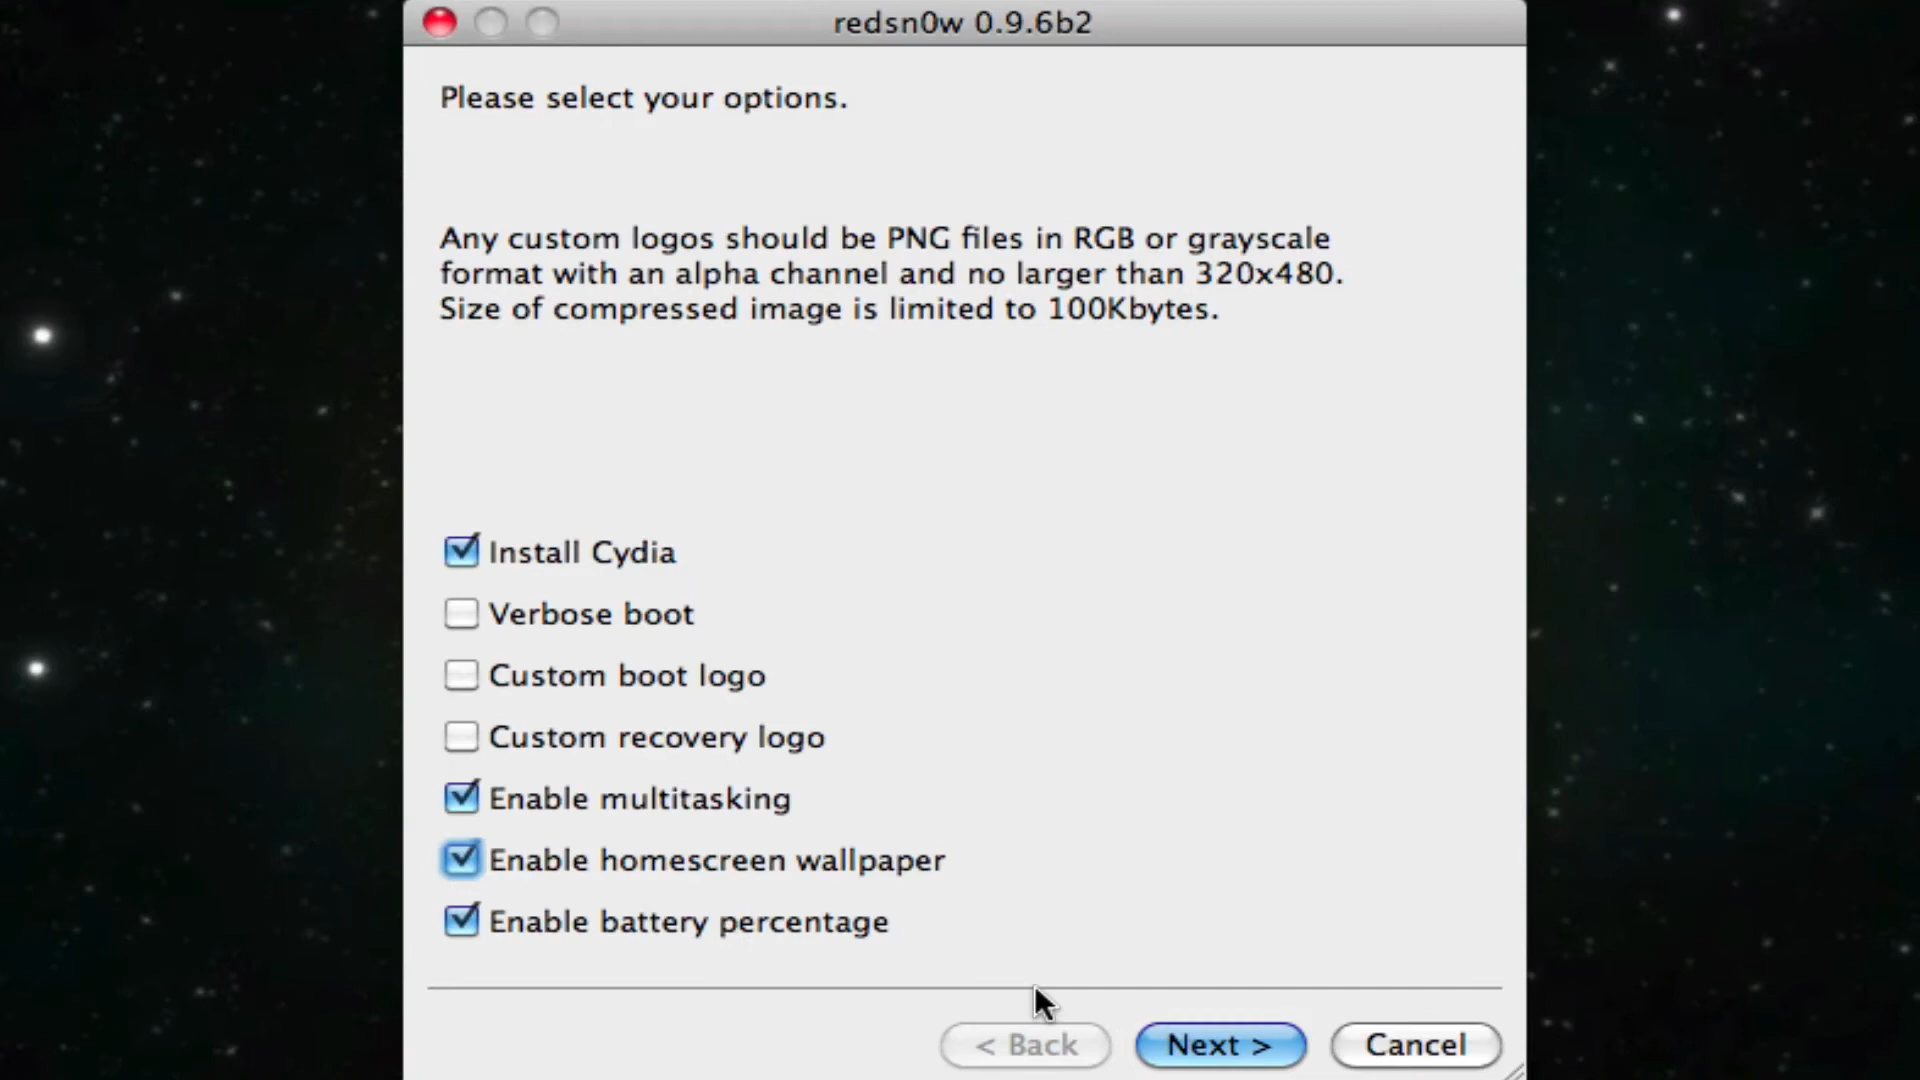 redsn0w 0.9.6b2
Please select your options.
Any custom logos should be PNG files in RGB or grayscale
format with an alpha channel and no larger than 320x480.
Size of compressed image is limited to 100Kbytes.
Install Cydia
Verbose boot
Custom boot logo
Custom recovery logo
Enable multitasking
Enable homescreen wallpaper
Enable battery percentage
< Back
Next >
Cancel